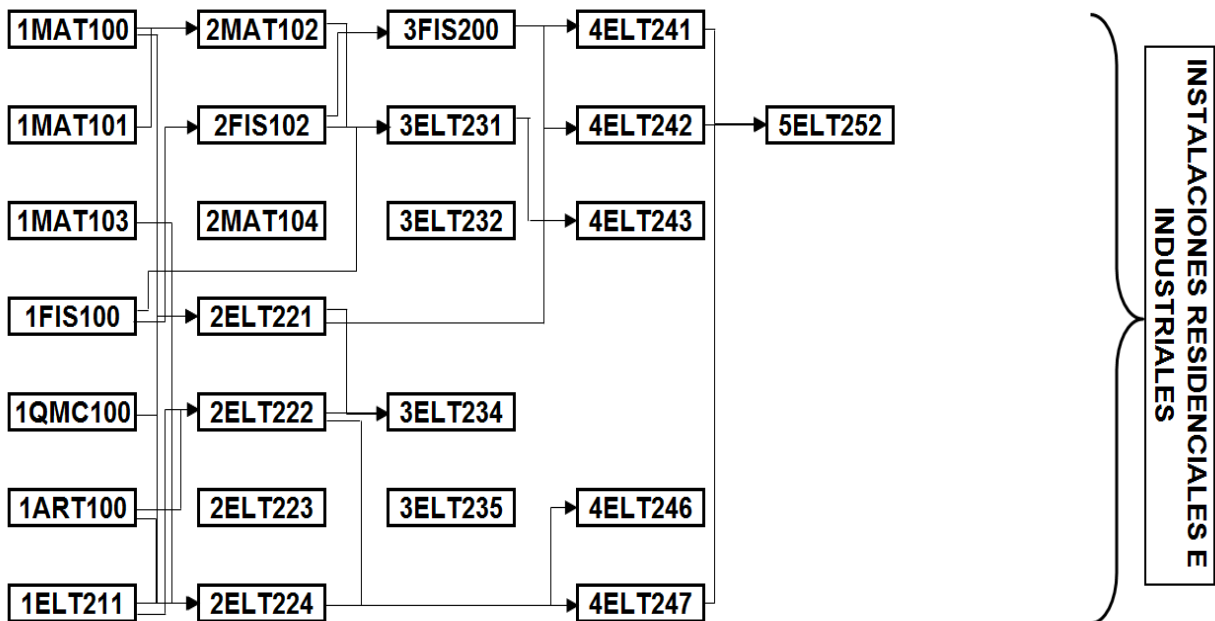 1MAT100
2MAT102
3FIS200
4ELT241
1MAT101
2FIS102
3ELT231
4ELT242
5ELT252
1MAT103
2MAT104
3ELT232
4ELT243
1FIS100
2ELT221
1QMC100
2ELT222
3ELT234
1ART100
2ELT223
3ELT235
4ELT246
1ELT211
2ELT224
4ELT247
INSTALACIONES RESIDENCIALES E
INDUSTRIALES